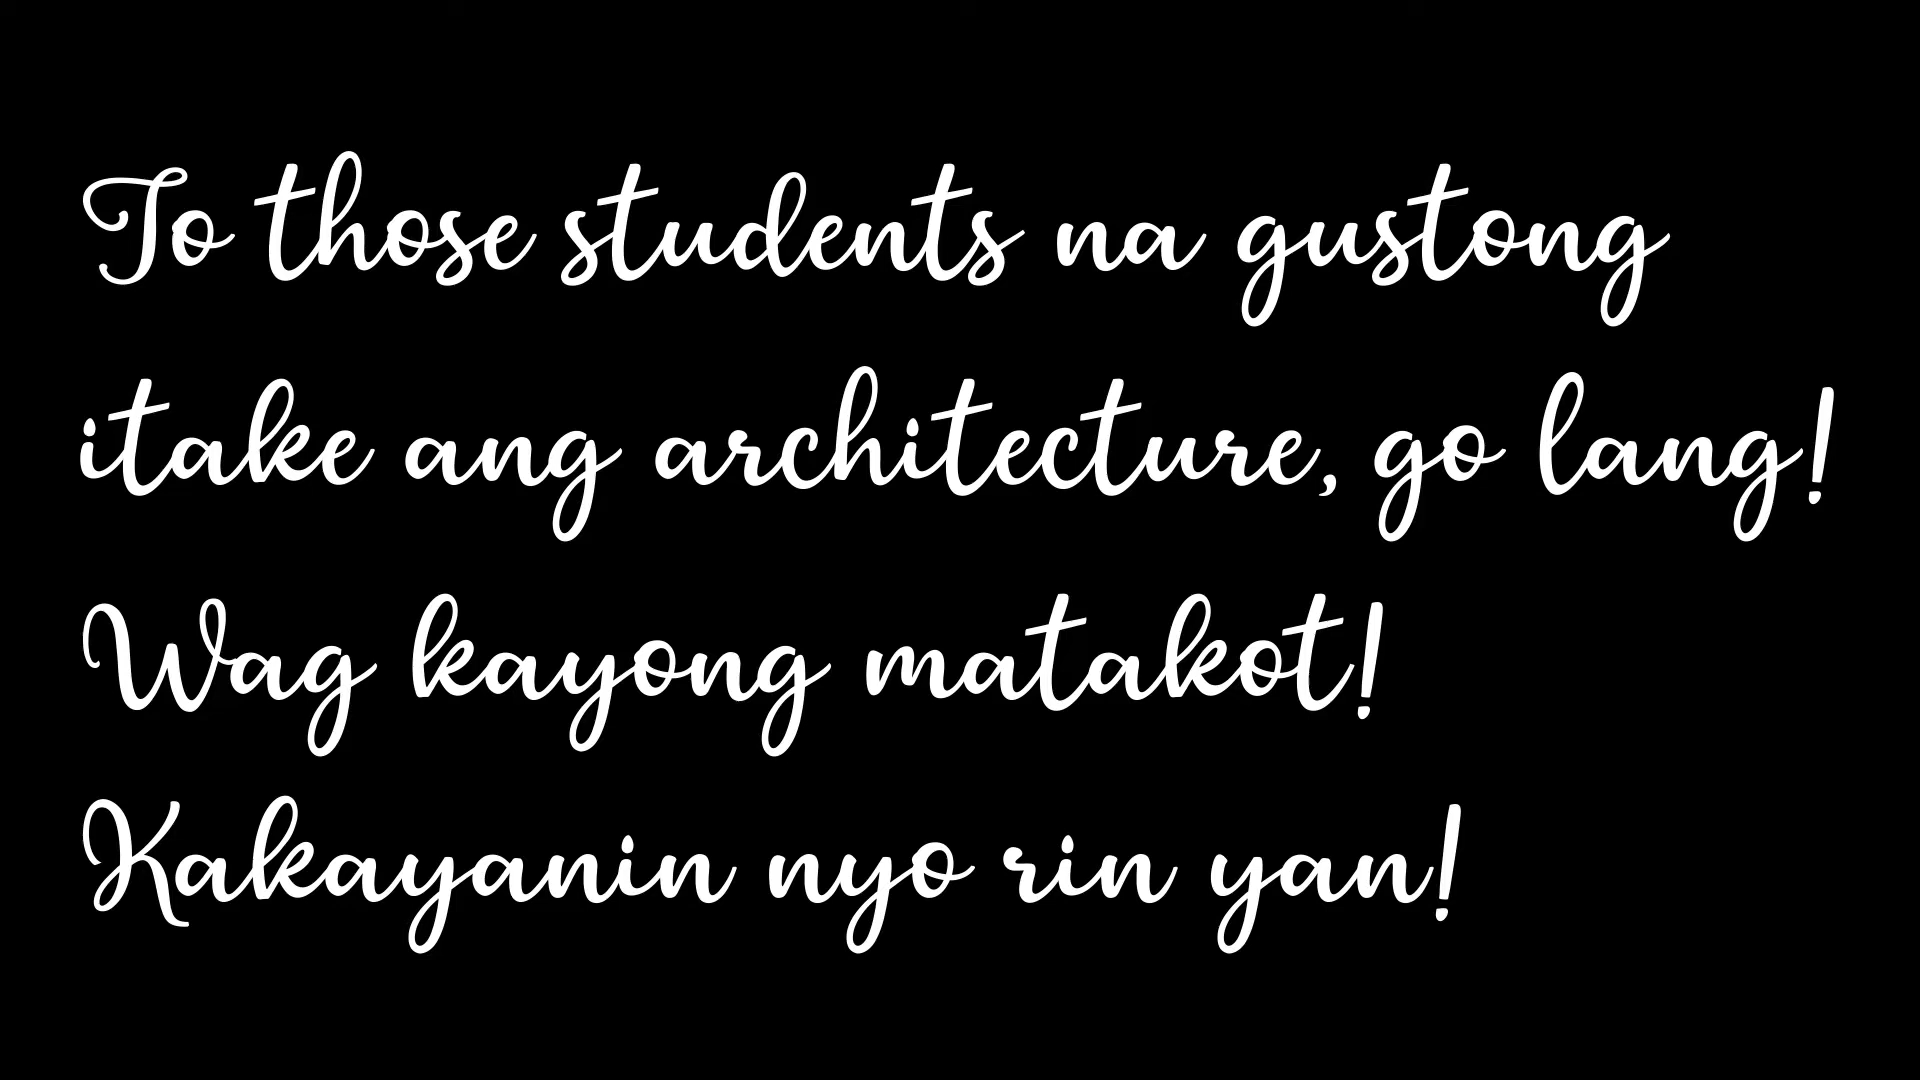 To those students na gustong
itake ang architecture, go lang!
Wag kayong matakot!
Kakayanin nyo rin yan!